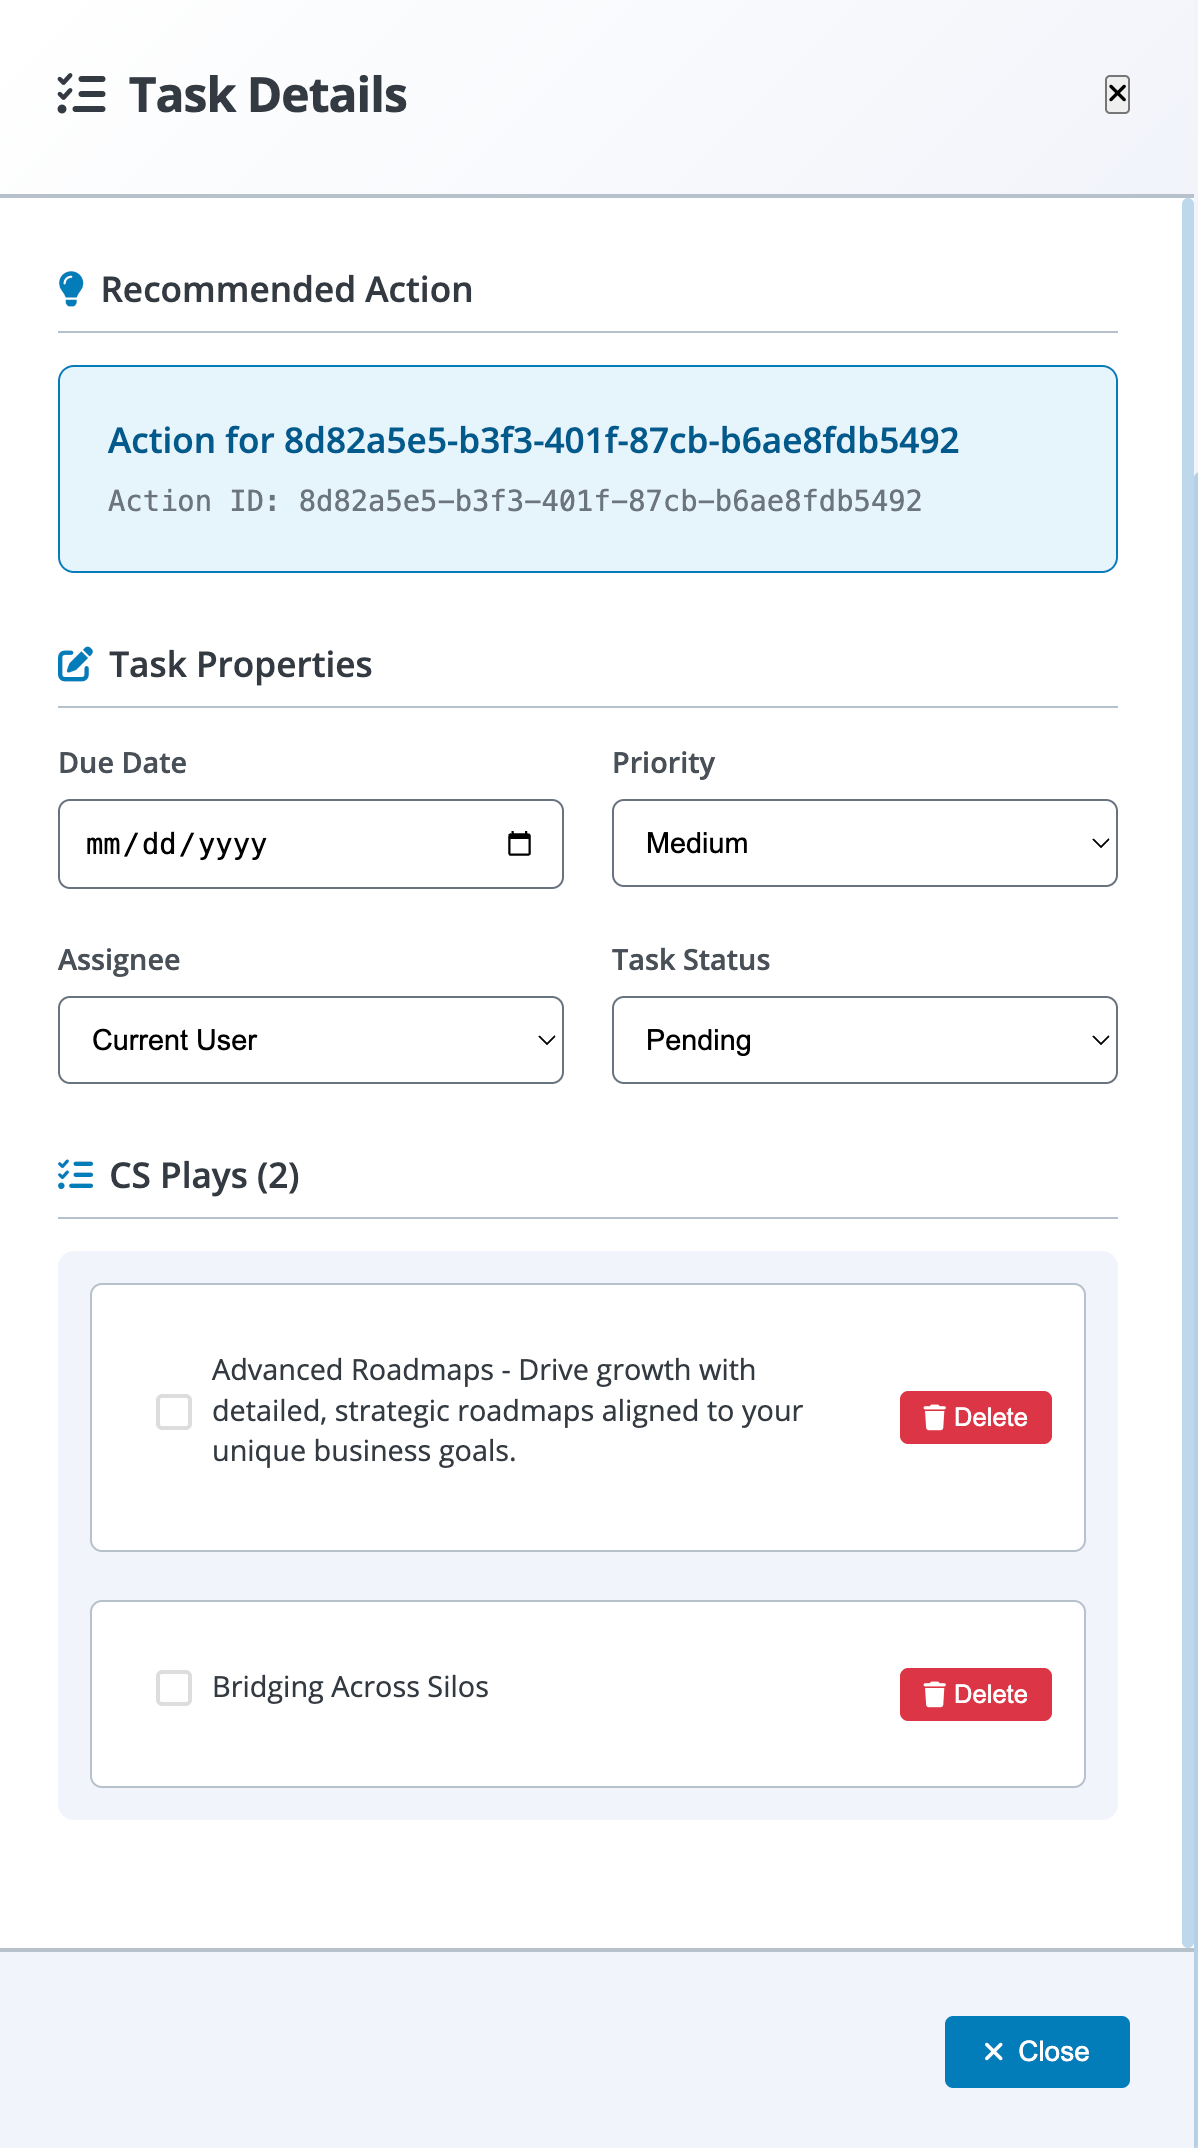 Task Details
Recommended Action
Action for 8d82a5e5-b3f3-401f-87cb-b6ae8fdb5492
Action ID: 8d82a5e5-b3f3-401f-87cb-b6ae8fdb5492
Task Properties
Due Date
Priority
mm/dd/yyyy
Medium
Assignee
Task Status
Current User
Pending
CS Plays (2)
Advanced Roadmaps - Drive growth with
detailed, strategic roadmaps aligned to your
unique business goals.
Delete
Bridging Across Silos
Delete
Close